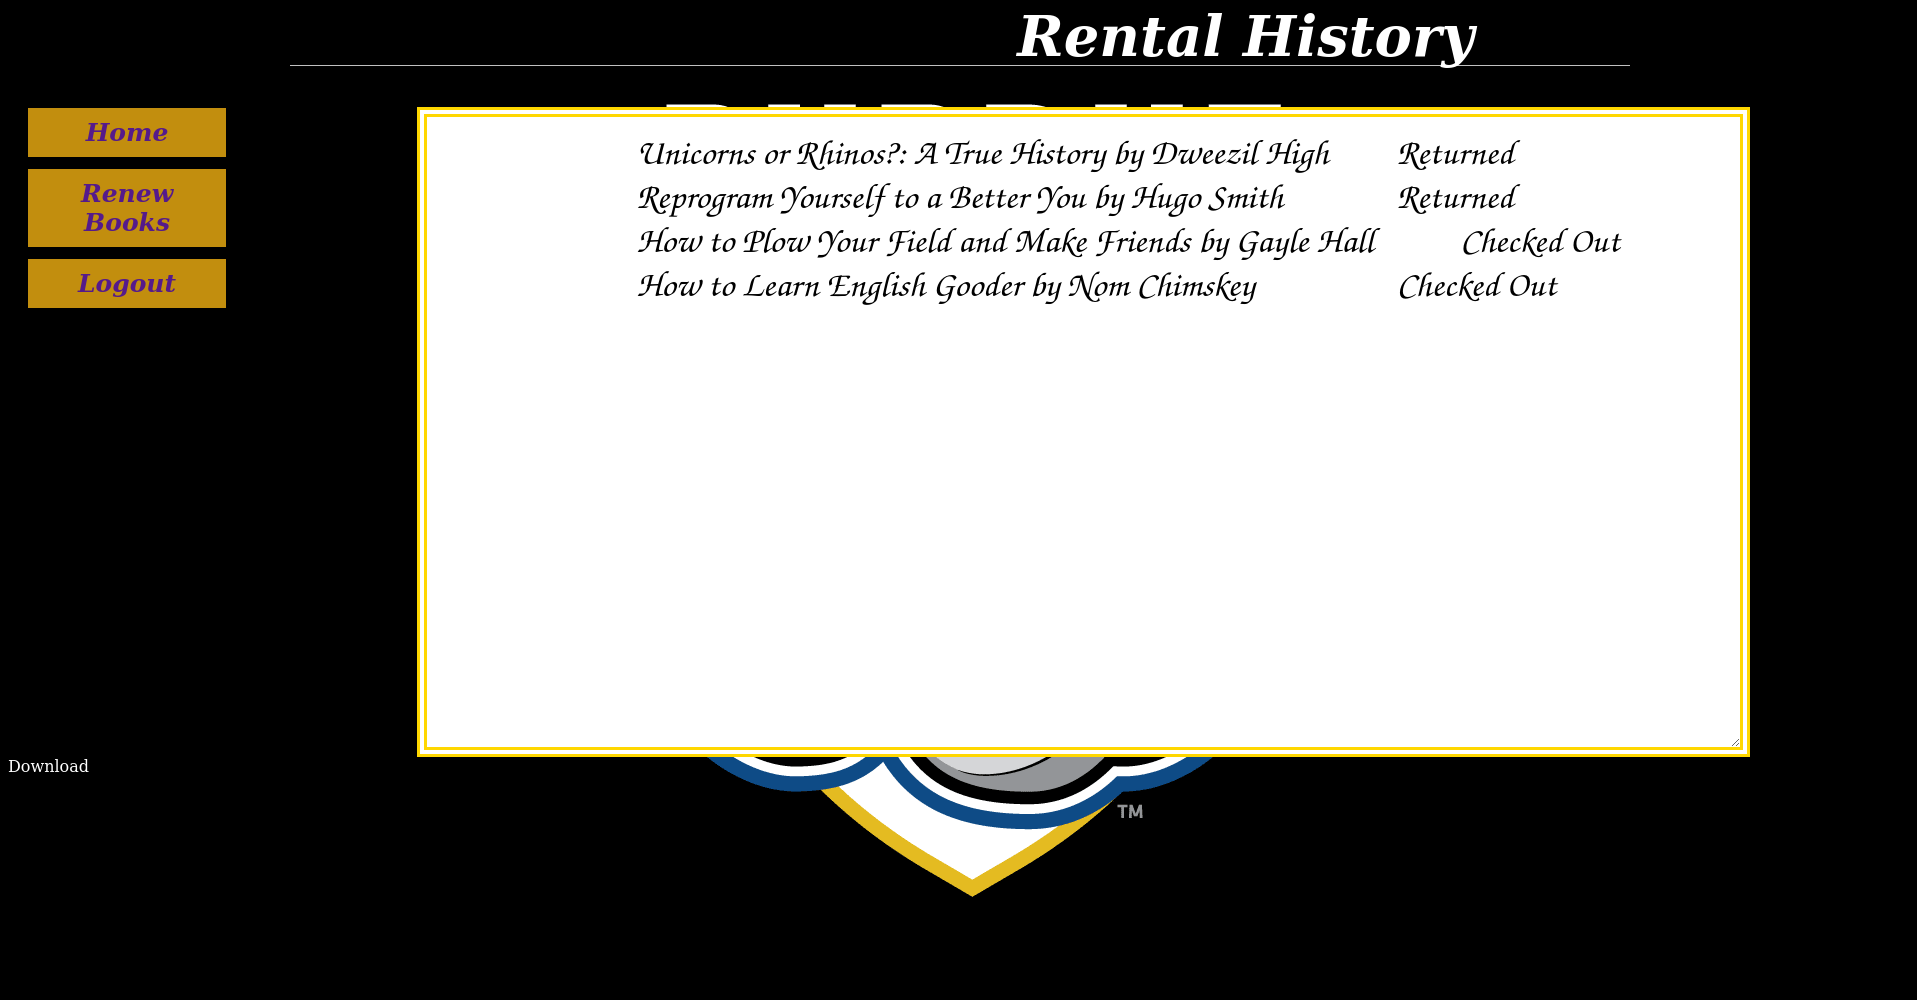 Rental History
Home
Renew
Books
Logout
Unicorns or Rhinos?: A True History by Dweezil High Returned
Reprogram Yourself to a Better You by Hugo Smith Returned
How to Plow Your Field and Make Friends by Gayle Hall Checked Out
How to Learn English Gooder by Nom Chimskey Checked Out
Download
TM